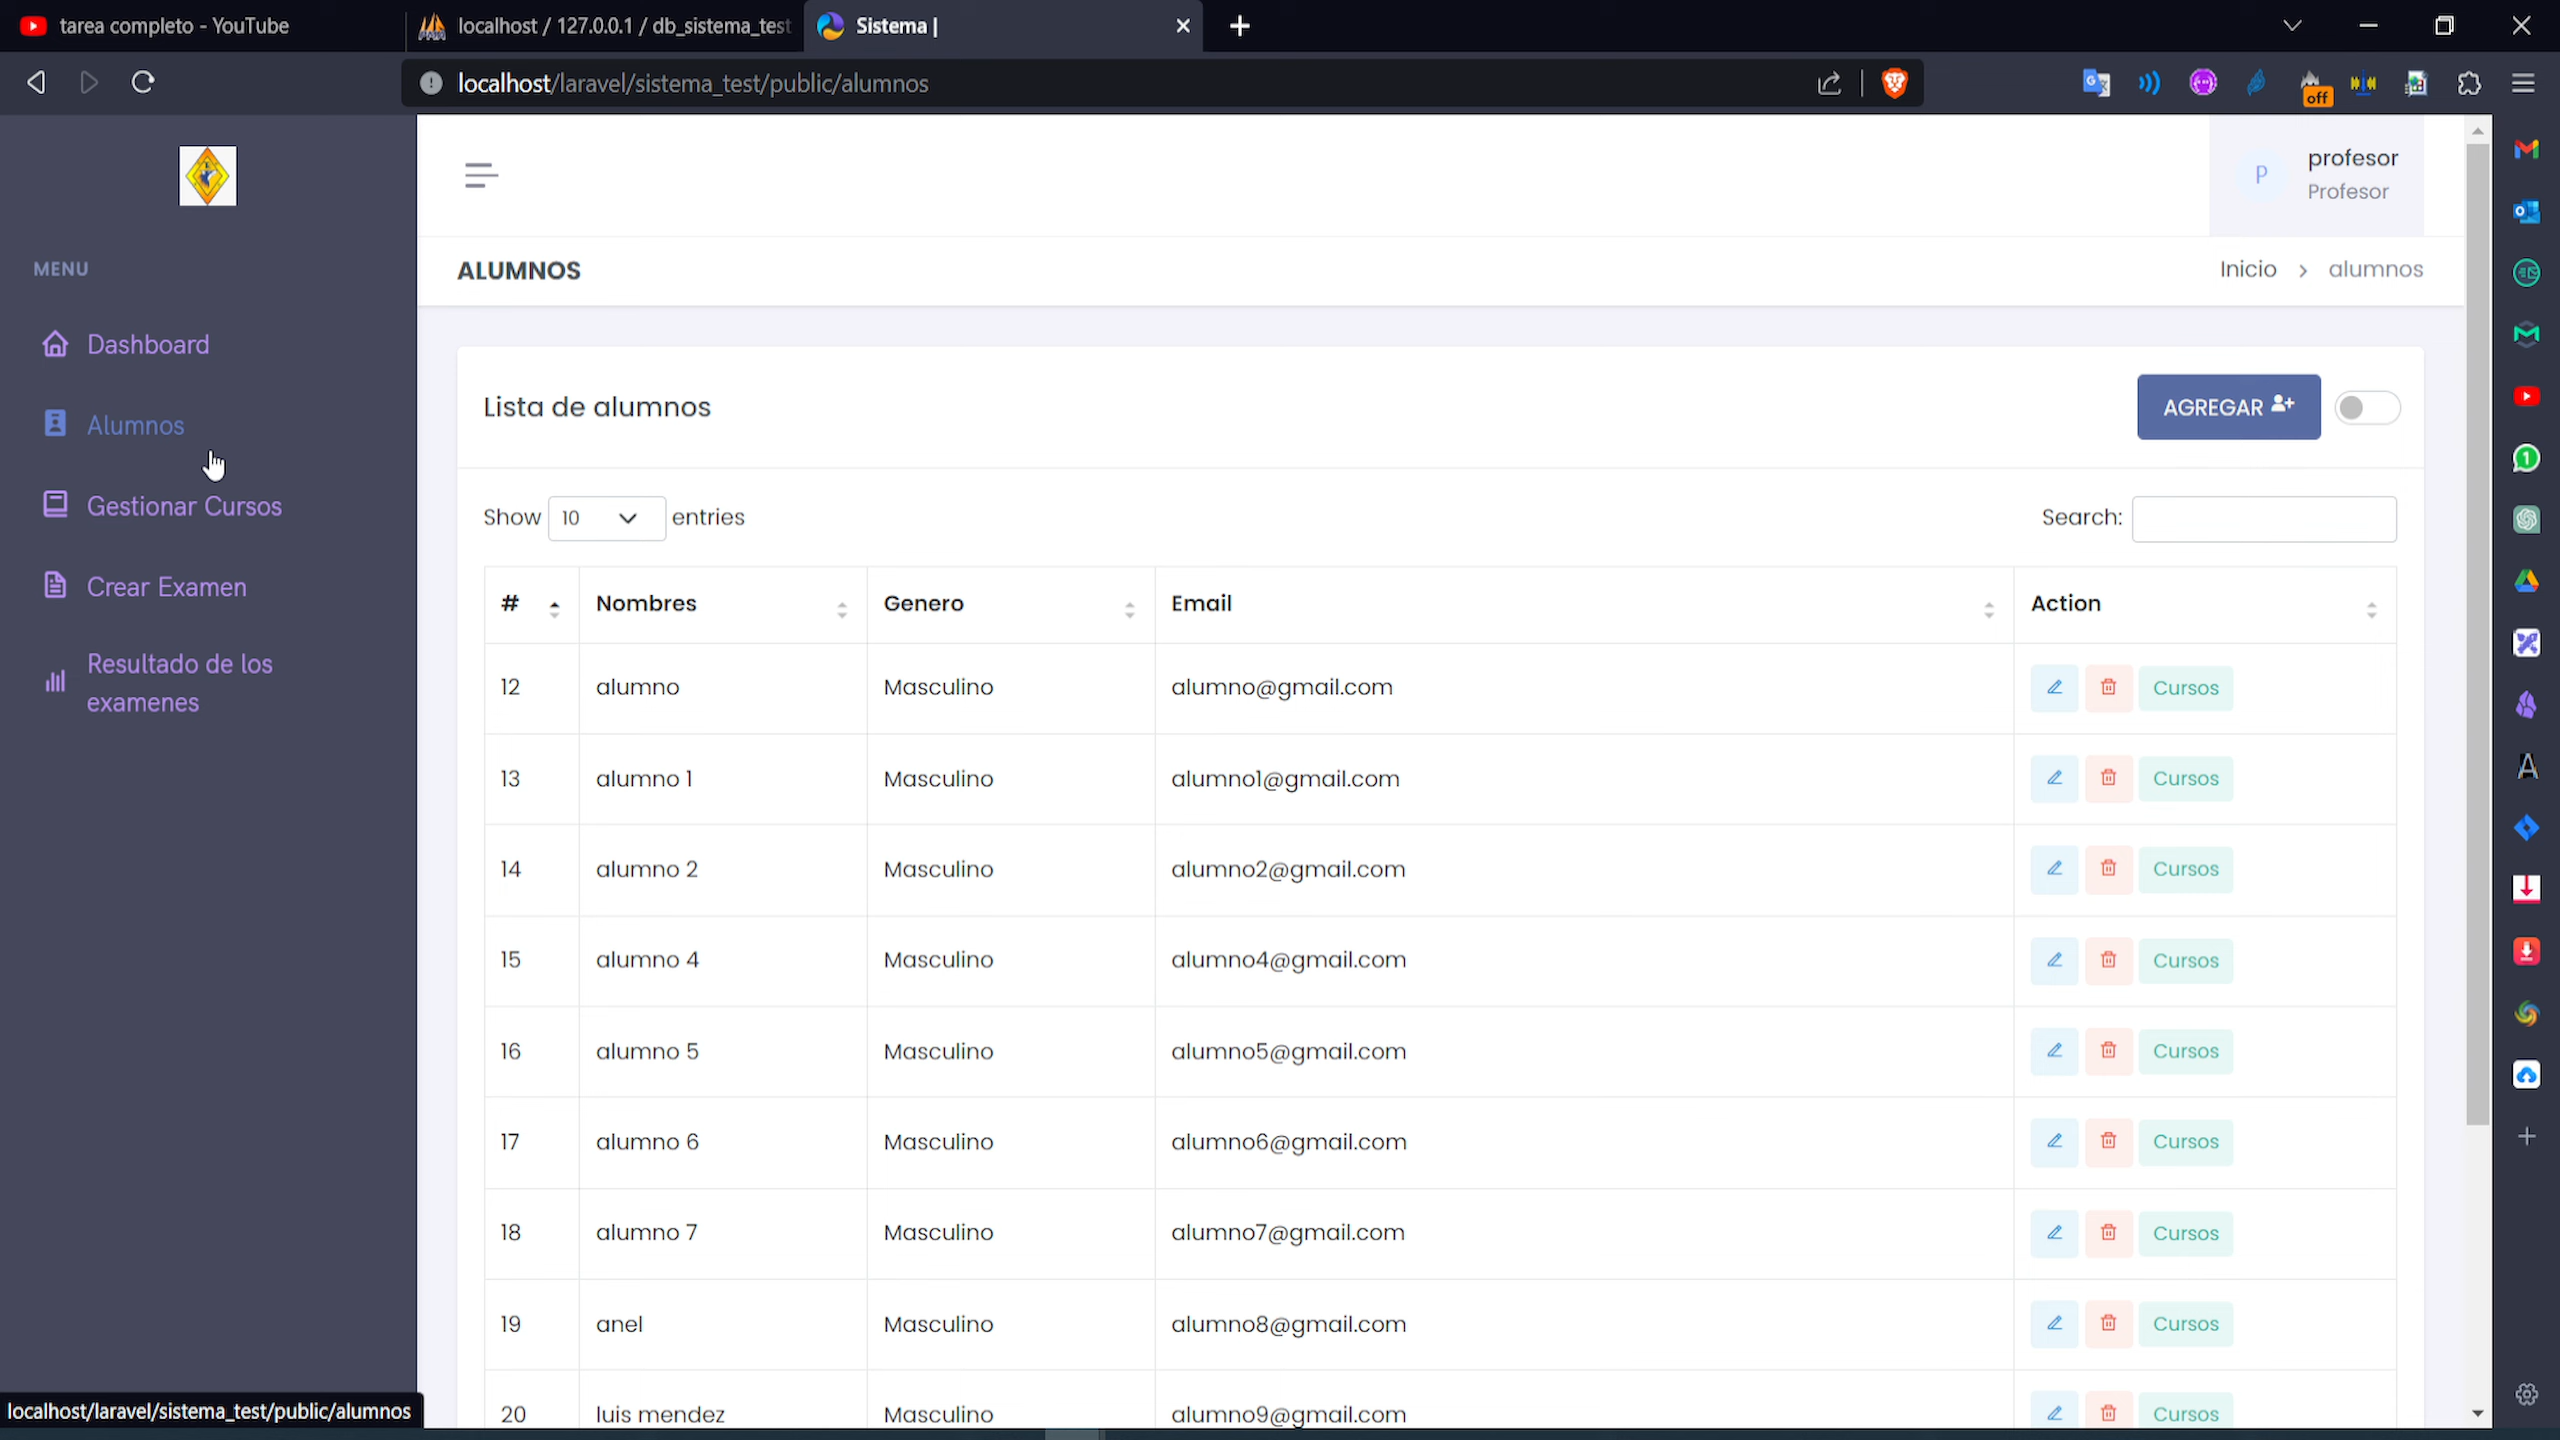 tarea completo - YouTube
localhost / 127.0.0.1 / db_sistema_test
Sistema |
localhost/laravel/sistema_test/public/alumnos
off
P
profesor
Profesor
MENU
ALUMNOS
Inicio > alumnos
Dashboard
Alumnos
Gestionar Cursos
Crear Examen
Resultado de los
examenes
Lista de alumnos
AGREGAR
Show 10 entries
Search:
# Nombres Genero Email Action
12 alumno Masculino alumno@gmail.com Cursos
13 alumno 1 Masculino alumno1@gmail.com Cursos
14 alumno 2 Masculino alumno2@gmail.com Cursos
15 alumno 4 Masculino alumno4@gmail.com Cursos
16 alumno 5 Masculino alumno5@gmail.com Cursos
17 alumno 6 Masculino alumno6@gmail.com Cursos
18 alumno 7 Masculino alumno7@gmail.com Cursos
19 anel Masculino alumno8@gmail.com Cursos
20 luis mendez Masculino alumno9@gmail.com Cursos
localhost/laravel/sistema_test/public/alumnos